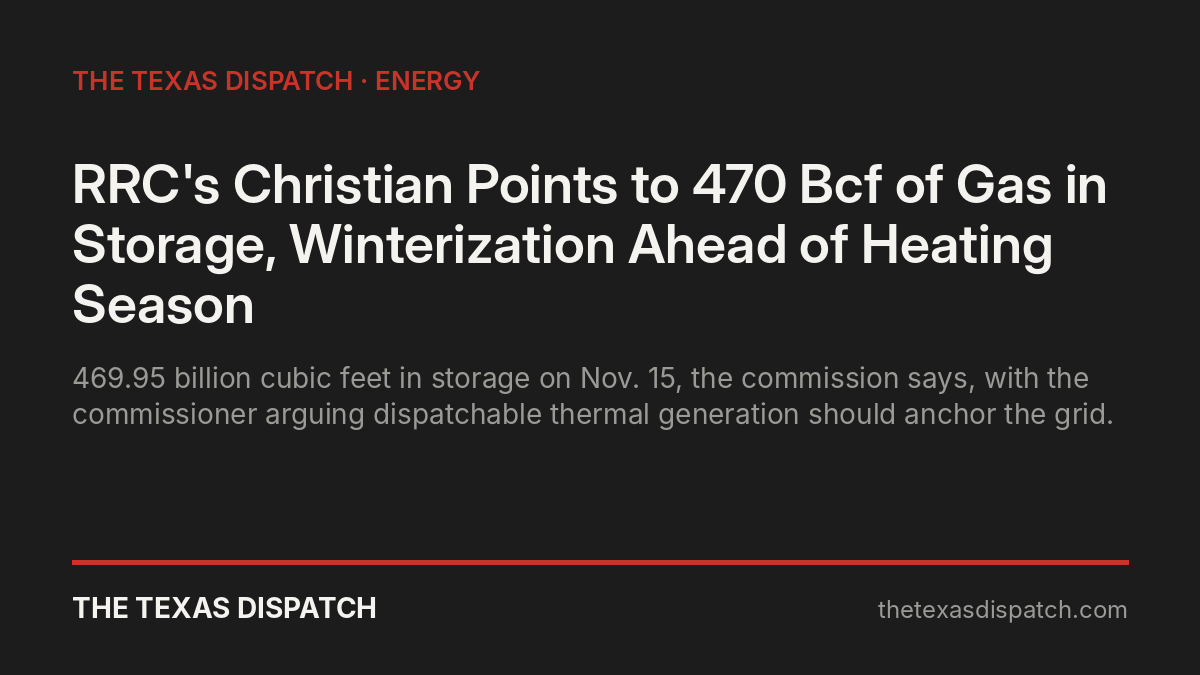 THE TEXAS DISPATCH · ENERGY
RRC's Christian Points to 470 Bcf of Gas in
Storage, Winterization Ahead of Heating
Season
469.95 billion cubic feet in storage on Nov. 15, the commission says, with the
commissioner arguing dispatchable thermal generation should anchor the grid.
THE TEXAS DISPATCH
thetexasdispatch.com